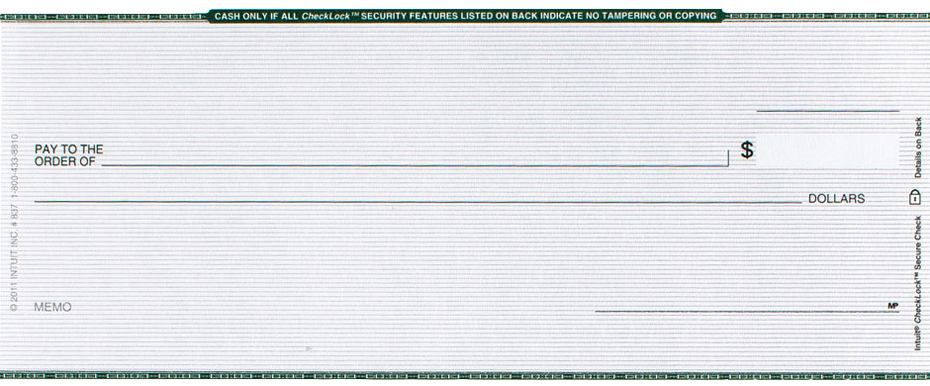 CASH ONLY IF ALL CheckLock™ SECURITY FEATURES LISTED ON BACK INDICATE NO TAMPERING OR COPYING
PAY TO THE
ORDER OF
$
DOLLARS
MEMO
MP
© 2011 INTUIT INC. # 837 1-800-433-8810
Intuit® CheckLock™ Secure Check
Details on Back